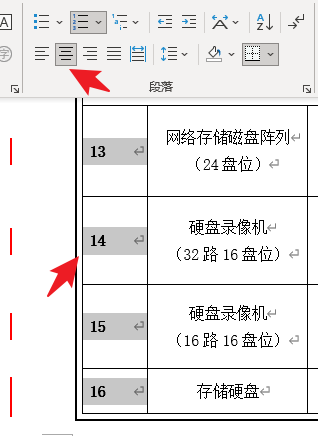 A
字
段落
13
网络存储磁盘阵列
（24 盘位）
14
硬盘录像机
（32 路 16 盘位）
15
硬盘录像机
（16 路 16 盘位）
16
存储硬盘